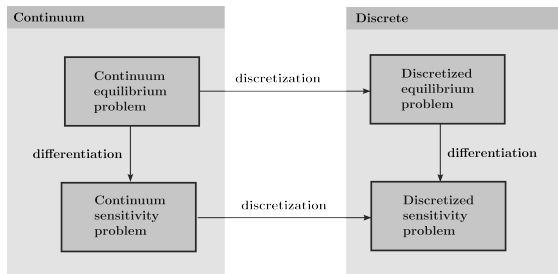 Continuum
Discrete
Continuum
equilibrium
problem
discretization
Discretized
equilibrium
problem
differentiation
differentiation
Continuum
sensitivity
problem
discretization
Discretized
sensitivity
problem